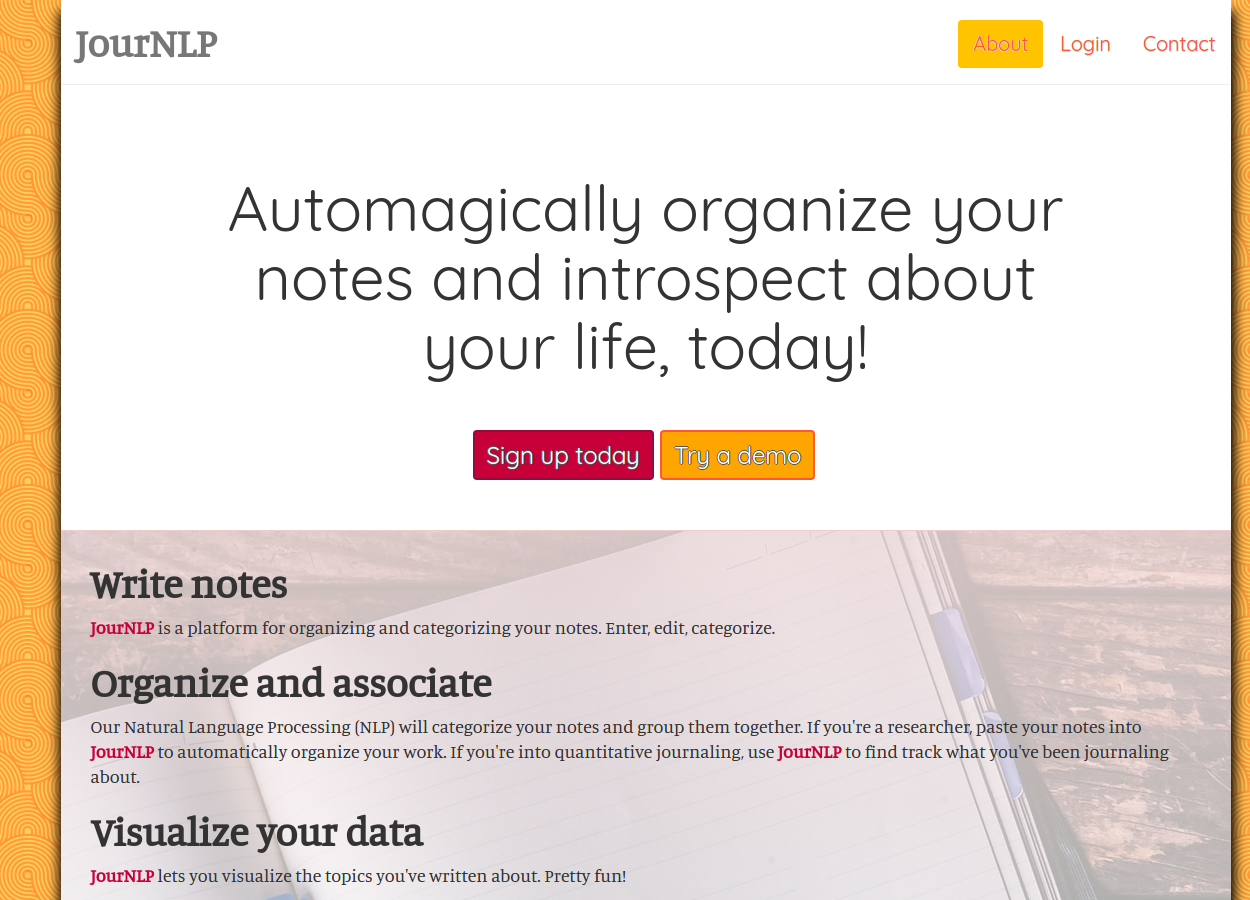 JourNLP
About Login Contact
Automagically organize your
notes and introspect about
your life, today!
Sign up today Try a demo
Write notes
JourNLP is a platform for organizing and categorizing your notes. Enter, edit, categorize.
Organize and associate
Our Natural Language Processing (NLP) will categorize your notes and group them together. If you're a researcher, paste your notes into
JourNLP to automatically organize your work. If you're into quantitative journaling, use JourNLP to find track what you've been journaling
about.
Visualize your data
JourNLP lets you visualize the topics you've written about. Pretty fun!